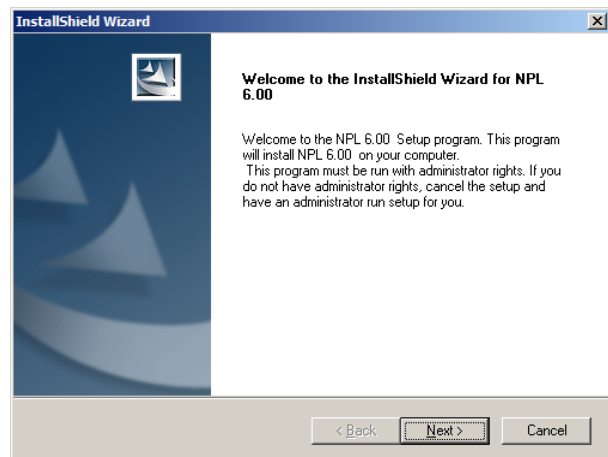 InstallShield Wizard
Welcome to the InstallShield Wizard for NPL
6.00
Welcome to the NPL 6.00  Setup program. This program
will install NPL 6.00  on your computer.
 This program must be run with administrator rights. If you
do not have administrator rights, cancel the setup and
have an administrator run setup for you.
< Back
Next >
Cancel